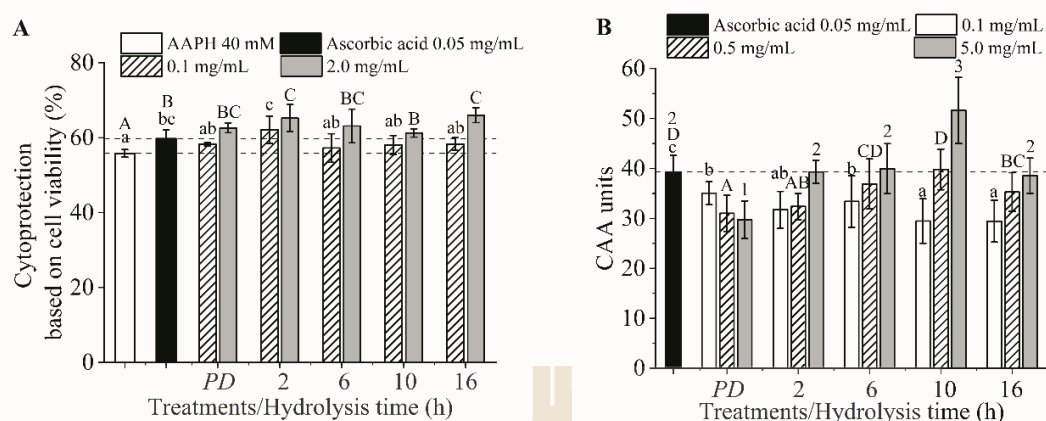 A
AAPH 40 mM
Ascorbic acid 0.05 mg/mL
0.1 mg/mL
2.0 mg/mL
80
60
40
20
0
Cytoprotection
based on cell viability (%)
A
a
B
bc
ab
BC
c
C
ab
BC
ab
B
ab
C
PD 2 6 10 16
Treatments/Hydrolysis time (h)
B
Ascorbic acid 0.05 mg/mL
0.1 mg/mL
0.5 mg/mL
5.0 mg/mL
60
50
40
30
20
10
0
CAA units
2
D
c
b
A
1
ab
AB
2
b
CD
2
a
D
3
a
BC
2
PD 2 6 10 16
Treatments/Hydrolysis time (h)